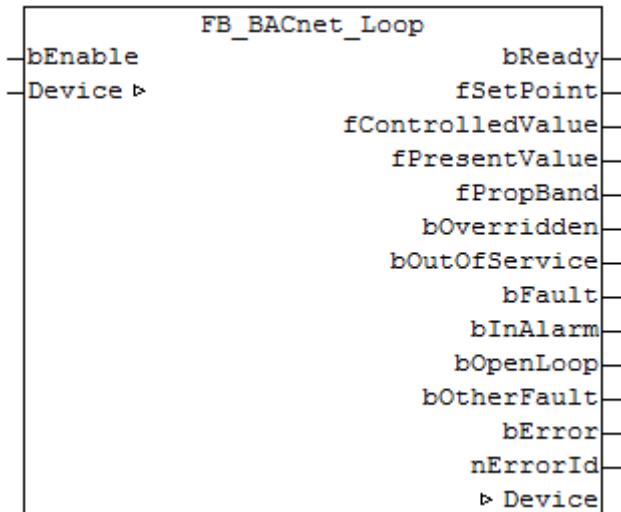 FB_BACnet_Loop
bEnable bReady
Device fSetPoint
fControlledValue
fPresentValue
fPropBand
bOverridden
bOutOfService
bFault
bInAlarm
bOpenLoop
bOtherFault
bError
nErrorId
Device